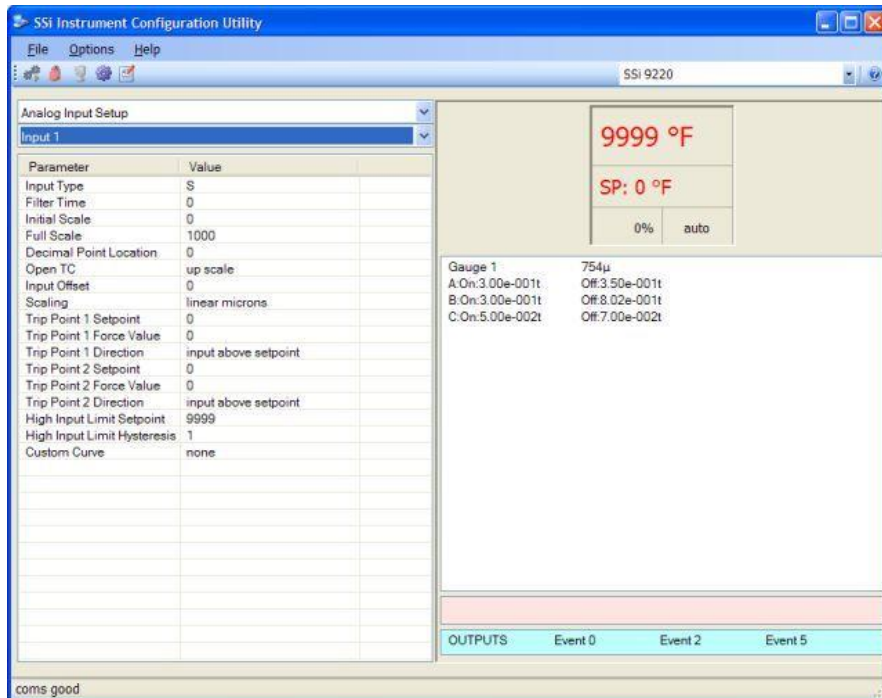 SSi Instrument Configuration Utility
File Options Help
SSi 9220
Analog Input Setup
Input 1
Parameter Value
Input Type S
Filter Time 0
Initial Scale 0
Full Scale 1000
Decimal Point Location 0
Open TC up scale
Input Offset 0
Scaling linear microns
Trip Point 1 Setpoint 0
Trip Point 1 Force Value 0
Trip Point 1 Direction input above setpoint
Trip Point 2 Setpoint 0
Trip Point 2 Force Value 0
Trip Point 2 Direction input above setpoint
High Input Limit Setpoint 9999
High Input Limit Hysteresis 1
Custom Curve none
9999 °F
SP: 0 °F
0% auto
Gauge 1 754µ
A:On:3.00e-001t Off:3.50e-001t
B:On:3.00e-001t Off:8.02e-001t
C:On:5.00e-002t Off:7.00e-002t
OUTPUTS Event 0 Event 2 Event 5
coms good